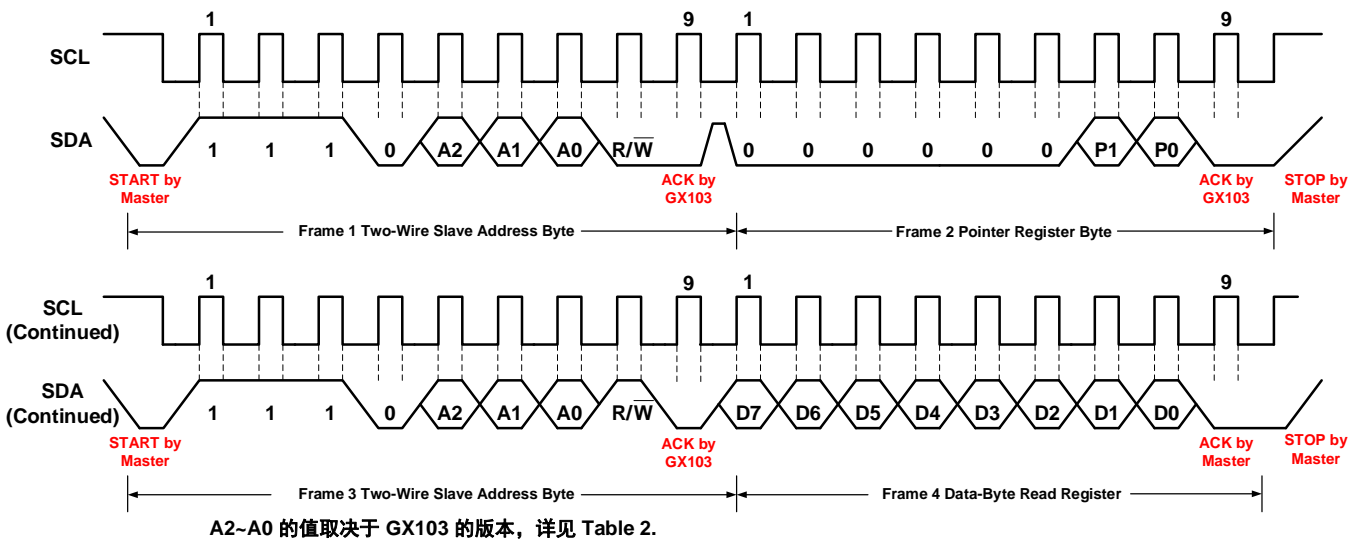 1 9 1 9
SCL
SDA
1 1 1 0 A2 A1 A0 R/W̅ 0 0 0 0 0 0 P1 P0
START by Master
ACK by GX103
ACK by GX103
STOP by Master
Frame 1 Two-Wire Slave Address Byte
Frame 2 Pointer Register Byte
1 9 1 9
SCL
(Continued)
SDA
(Continued)
1 1 1 0 A2 A1 A0 R/W̅ D7 D6 D5 D4 D3 D2 D1 D0
START by Master
ACK by GX103
ACK by Master
STOP by Master
Frame 3 Two-Wire Slave Address Byte
Frame 4 Data-Byte Read Register
A2~A0 的值取决于 GX103 的版本，详见 Table 2.